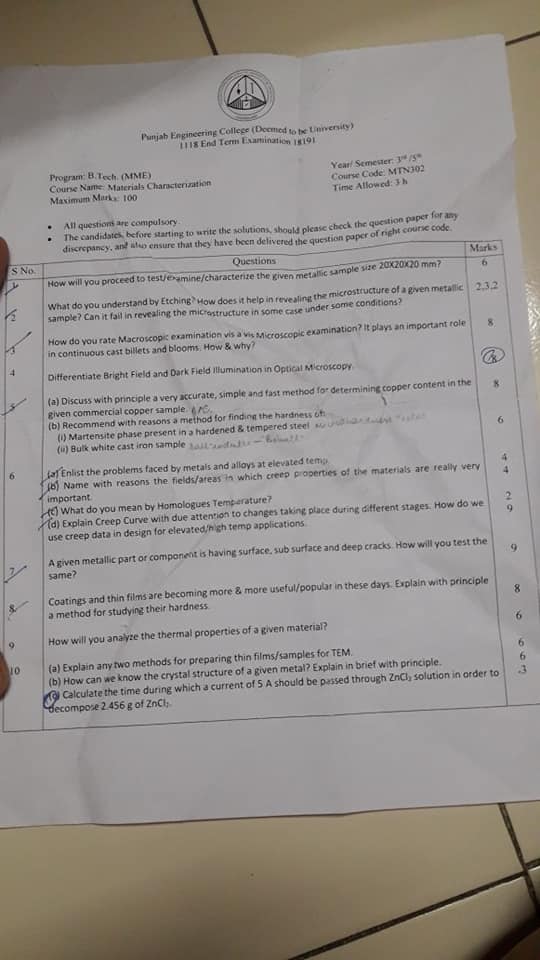 Punjab Engineering College (Deemed to be University)
1118 End Term Examination 18191
Program: B.Tech. (MME)
Year/ Semester: 3rd /5th
Course Name: Materials Characterization
Course Code: MTN302
Maximum Marks: 100
Time Allowed: 3 h
• All questions are compulsory.
• The candidates, before starting to write the solutions, should please check the question paper for any
discrepancy, and also ensure that they have been delivered the question paper of right course code.
S No. Questions Marks
1 How will you proceed to test/examine/characterize the given metallic sample size 20X20X20 mm? 6
2 What do you understand by Etching? How does it help in revealing the microstructure of a given metallic 2,3,2
sample? Can it fail in revealing the microstructure in some case under some conditions?
3 How do you rate Macroscopic examination vis a vis Microscopic examination? It plays an important role 8
in continuous cast billets and blooms. How & why?
4 Differentiate Bright Field and Dark Field Illumination in Optical Microscopy. 8
5 (a) Discuss with principle a very accurate, simple and fast method for determining copper content in the 8
given commercial copper sample.
(b) Recommend with reasons a method for finding the hardness of:
(i) Martensite phase present in a hardened & tempered steel 6
(ii) Bulk white cast iron sample
6 (a) Enlist the problems faced by metals and alloys at elevated temp. 4
(b) Name with reasons the fields/areas in which creep properties of the materials are really very 4
important.
(c) What do you mean by Homologues Temperature? 2
(d) Explain Creep Curve with due attention to changes taking place during different stages. How do we 9
use creep data in design for elevated/high temp applications.
7 A given metallic part or component is having surface, sub surface and deep cracks. How will you test the 9
same?
8 Coatings and thin films are becoming more & more useful/popular in these days. Explain with principle 8
a method for studying their hardness.
9 How will you analyze the thermal properties of a given material? 6
10 (a) Explain any two methods for preparing thin films/samples for TEM. 6
(b) How can we know the crystal structure of a given metal? Explain in brief with principle. 6
(c) Calculate the time during which a current of 5 A should be passed through ZnCl2 solution in order to 3
decompose 2.456 g of ZnCl2.